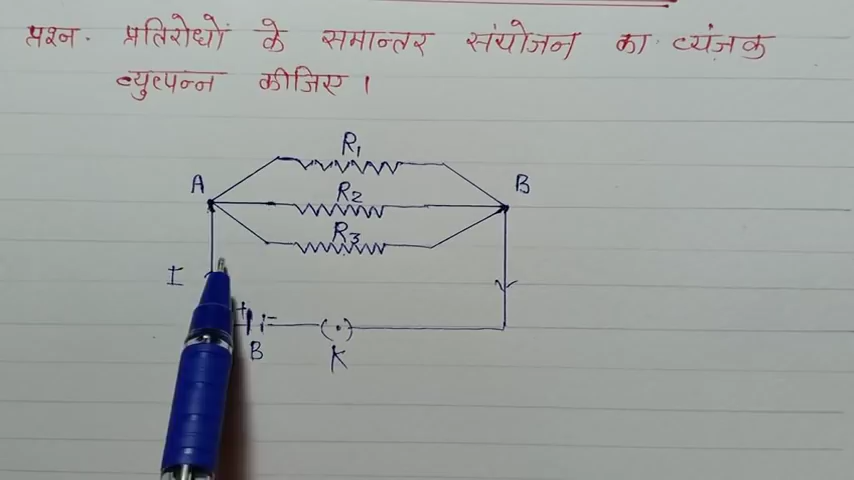 प्रश्न. प्रतिरोधों के समान्तर संयोजन का व्यंजक
व्युत्पन्न कीजिए।
R₁
A
R₂
B
R₃
I
+ -
B
K